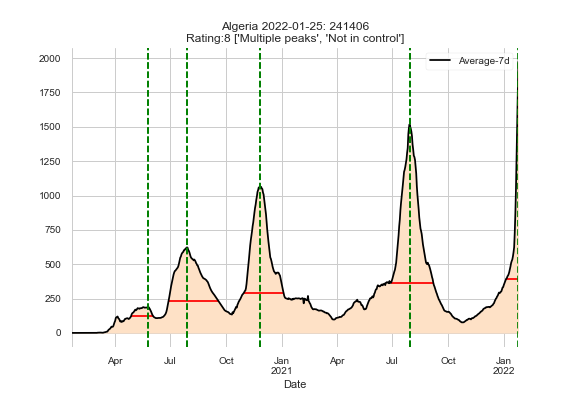 Algeria 2022-01-25: 241406
Rating:8 ['Multiple peaks', 'Not in control']
Average-7d
2000
1750
1500
1250
1000
750
500
250
0
Apr
Jul
Oct
Jan
2021
Apr
Jul
Oct
Jan
2022
Date